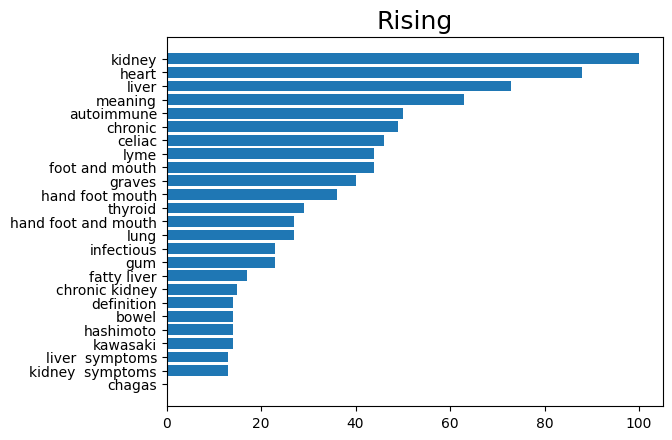 Rising
kidney
heart
liver
meaning
autoimmune
chronic
celiac
lyme
foot and mouth
graves
hand foot mouth
thyroid
hand foot and mouth
lung
infectious
gum
fatty liver
chronic kidney
definition
bowel
hashimoto
kawasaki
liver  symptoms
kidney  symptoms
chagas
0 20 40 60 80 100